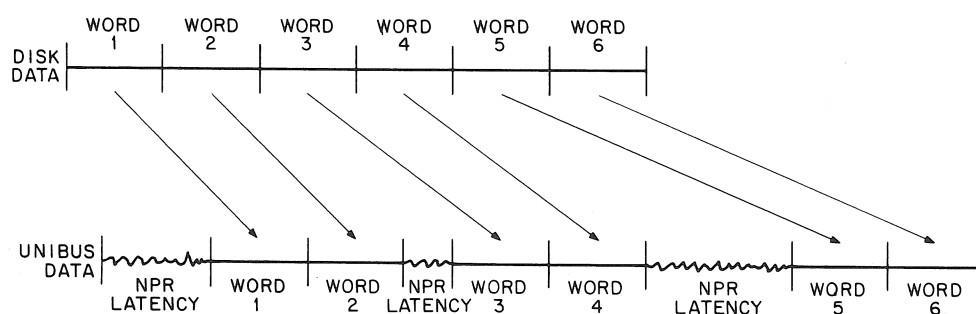 WORD WORD WORD WORD WORD WORD
1 2 3 4 5 6
DISK
DATA
UNIBUS
DATA
NPR WORD WORD NPR WORD WORD NPR WORD WORD
LATENCY 1 2 LATENCY 3 4 LATENCY 5 6